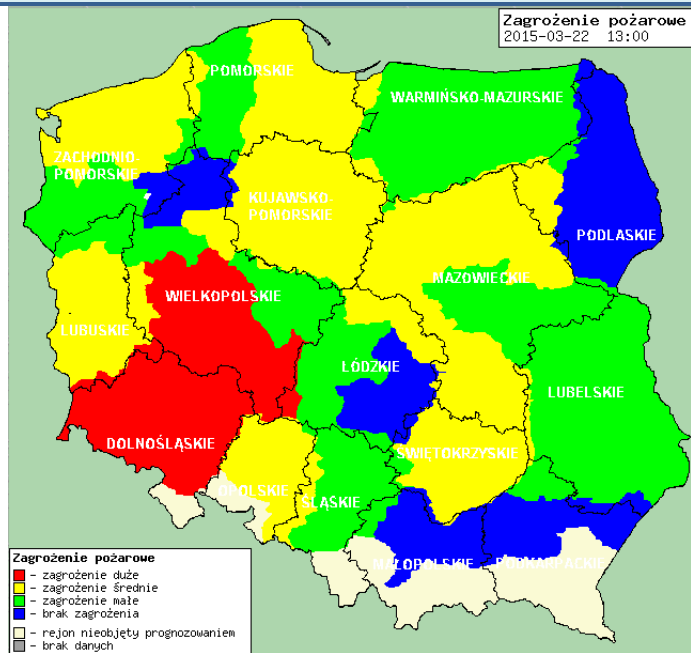 Zagrożenie pożarowe
2015-03-22 13:00
POMORSKIE
WARMIŃSKO-MAZURSKIE
ZACHODNIO-
POMORSKIE
KUJAWSKO-
POMORSKIE
PODLASKIE
MAZOWIECKIE
WIELKOPOLSKIE
LUBUSKIE
ŁÓDZKIE
LUBELSKIE
DOLNOŚLĄSKIE
ŚWIĘTOKRZYSKIE
OPOLSKIE
ŚLĄSKIE
MAŁOPOLSKIE
PODKARPACKIE
Zagrożenie pożarowe
- zagrożenie duże
- zagrożenie średnie
- zagrożenie małe
- brak zagrożenia
- rejon nieobjęty prognozowaniem
- brak danych